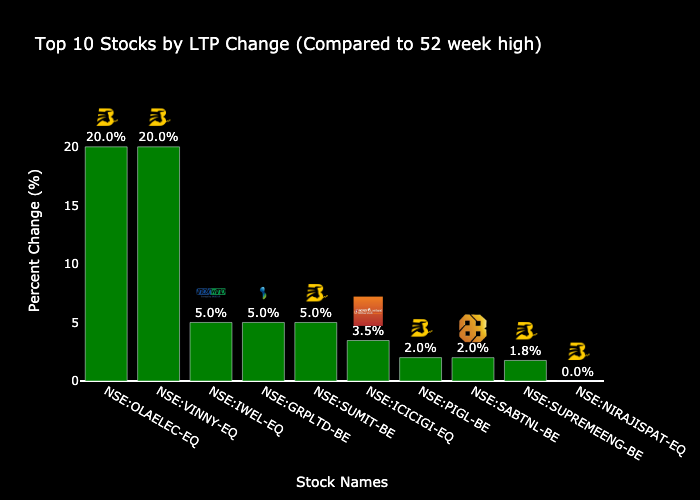 Top 10 Stocks by LTP Change (Compared to 52 week high)
20.0%
20.0%
5.0%
5.0%
5.0%
3.5%
2.0%
2.0%
1.8%
0.0%
20
15
10
5
0
Percent Change (%)
NSE:OLAELEC-EQ
NSE:VINNY-EQ
NSE:IWEL-EQ
NSE:GRPLTD-BE
NSE:SUMIT-BE
NSE:ICICIGI-EQ
NSE:PIGL-BE
NSE:SABTNL-BE
NSE:SUPREMEENG-BE
NSE:NIRAJISPAT-EQ
Stock Names